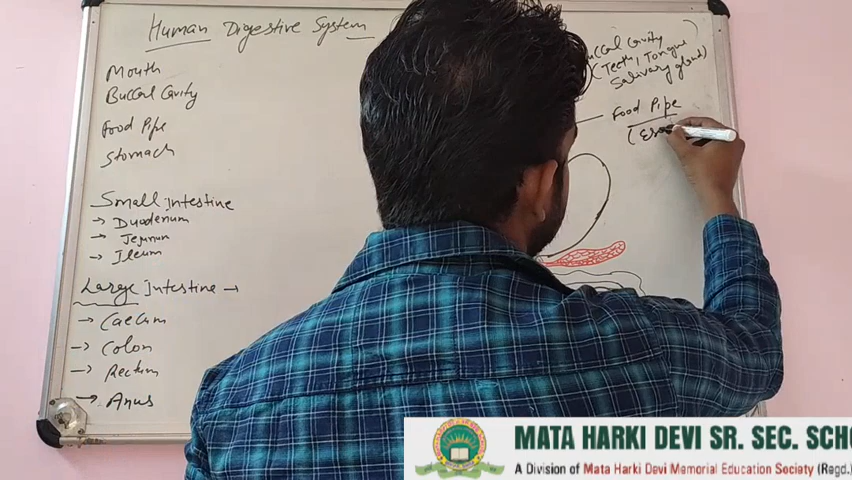 Human Digestive System
Mouth
Buccal Cavity
Food Pipe
Stomach
Small Intestine
→ Duodenum
→ Jejnum
→ Ileum
Large Intestine →
→ Caecum
→ Colon
→ Rectum
→ Anus
Buccal Cavity
(Teeth, Tongue
Salivary gland)
Food Pipe
MATA HARKI DEVI SR. SEC. SCHO
A Division of Mata Harki Devi Memorial Education Society (Regd.)